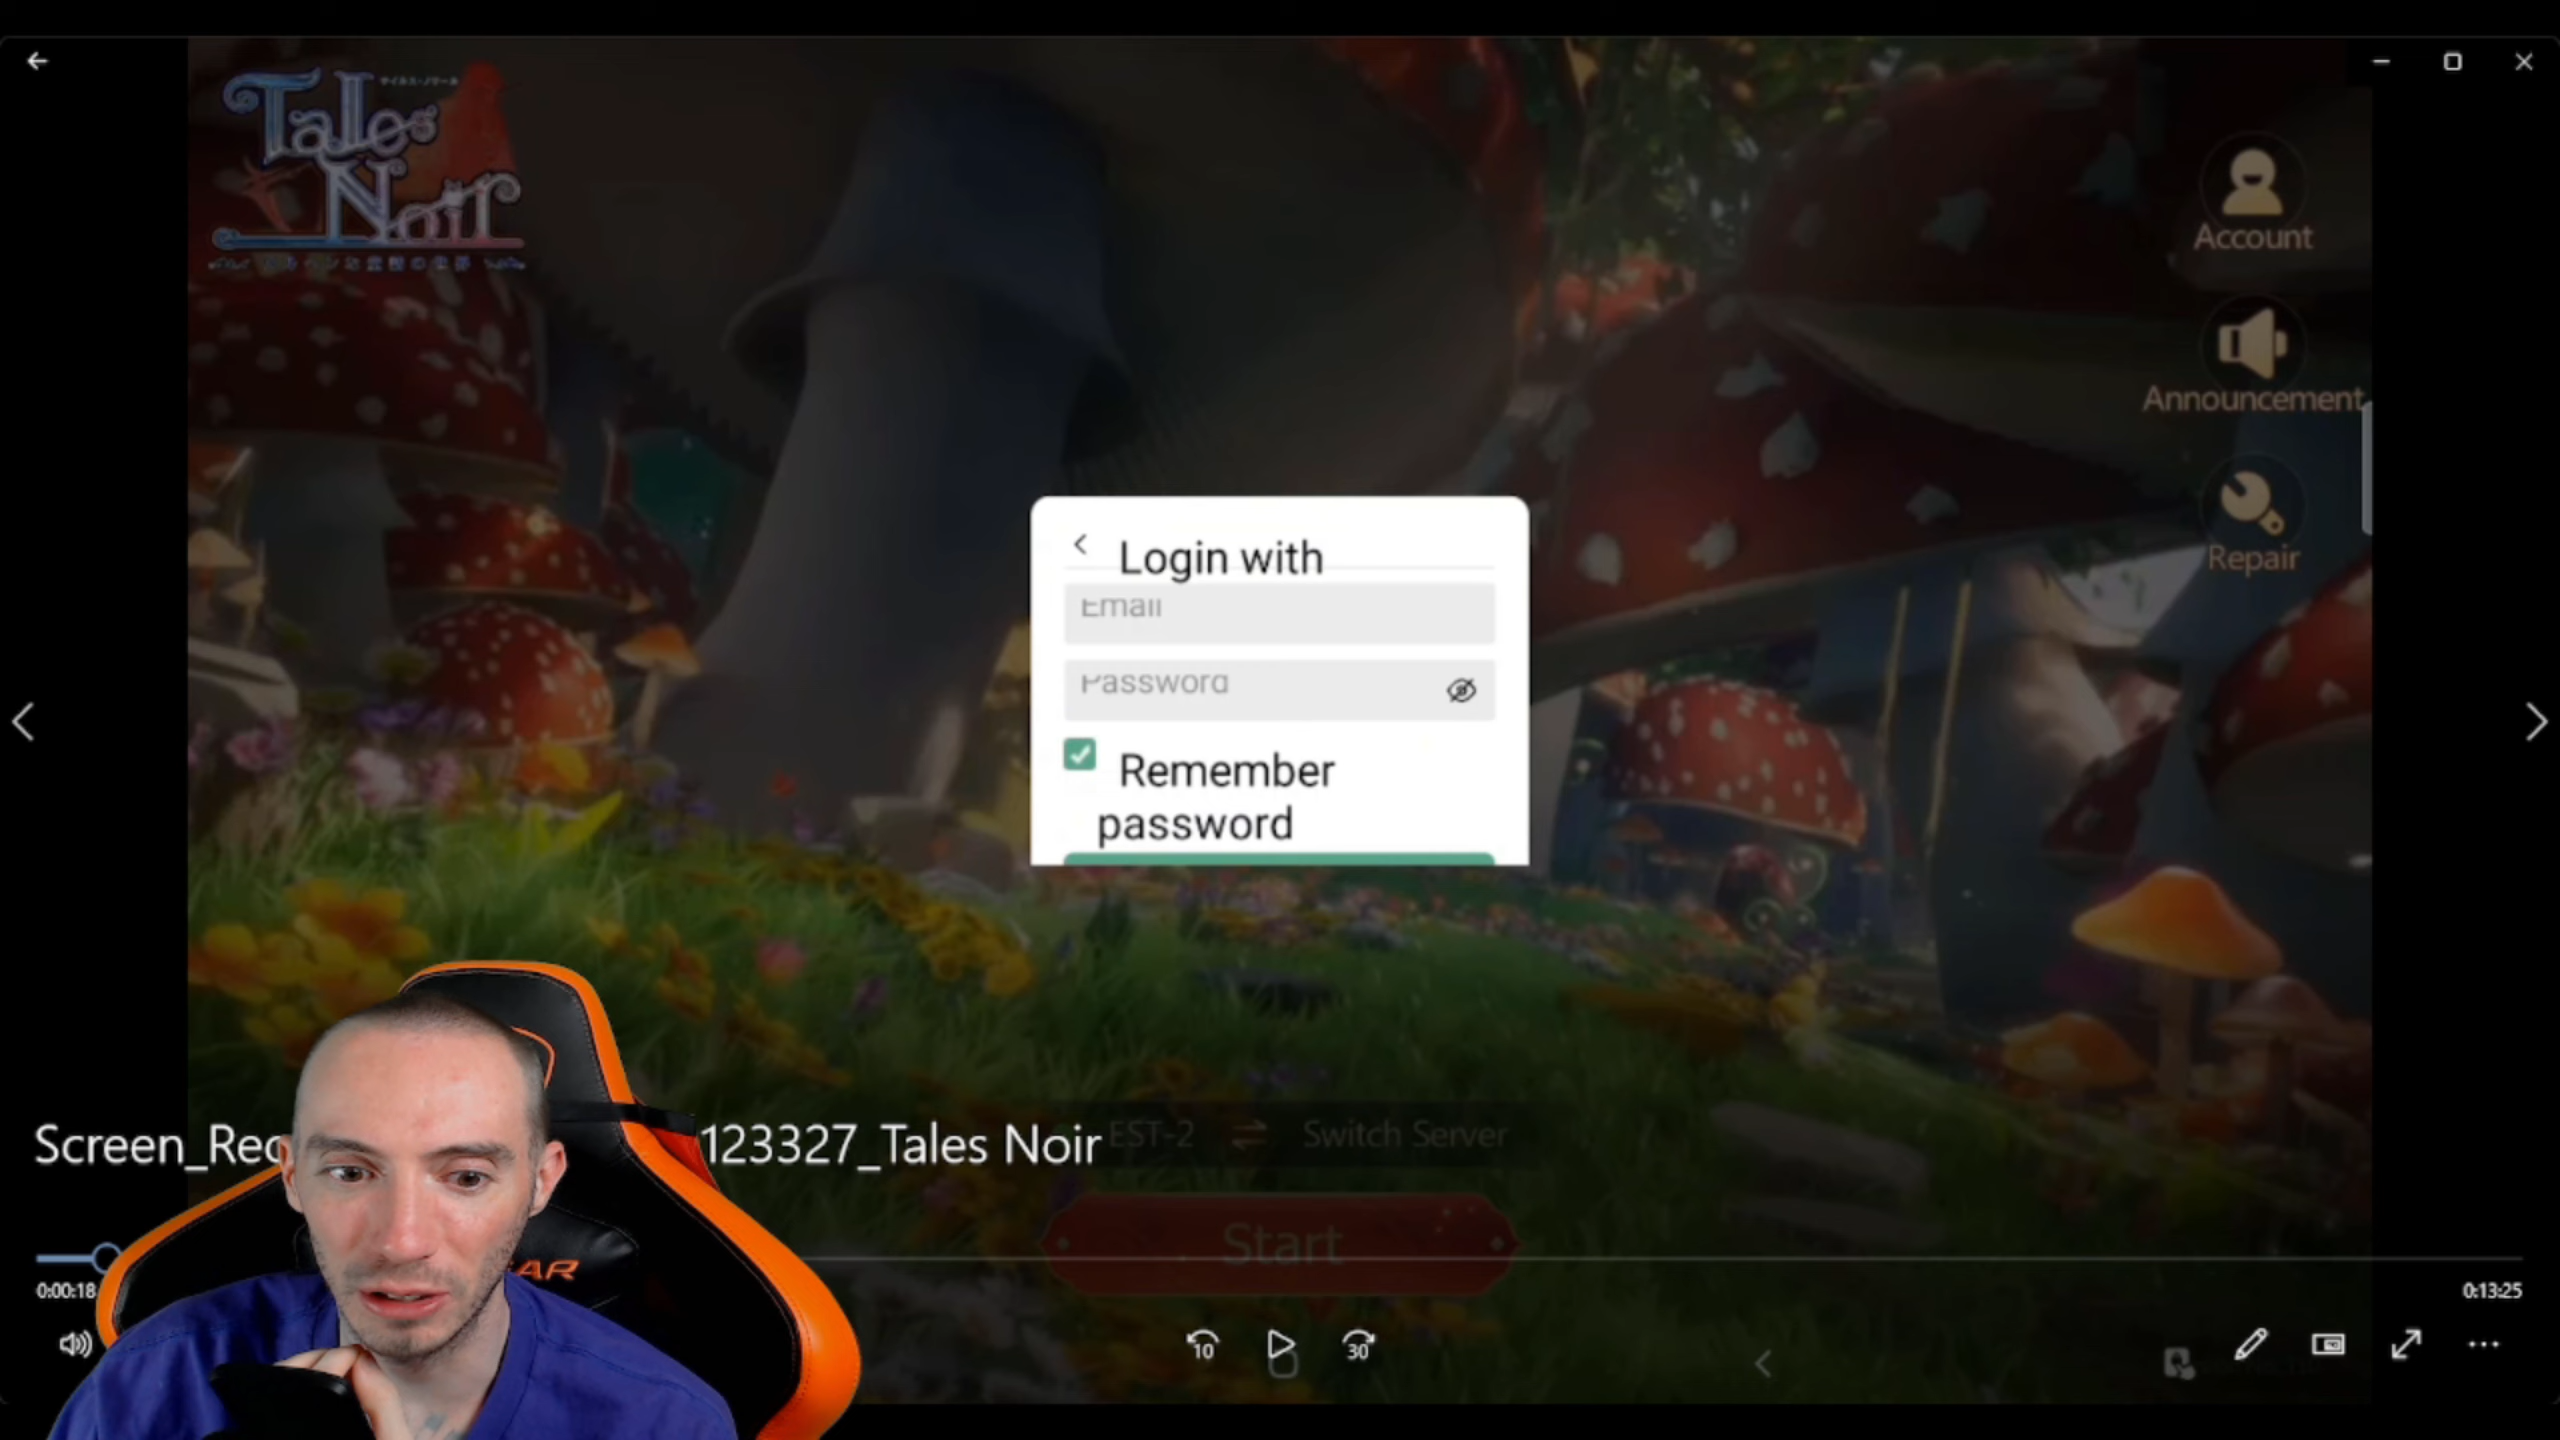 Tales
Noir
Account
Announcement
Repair
Login with
Email
Password
Remember
password
EST-2
Switch Server
Screen_Rec
123327_Tales Noir
Start
0:00:18
0:13:25
10
30